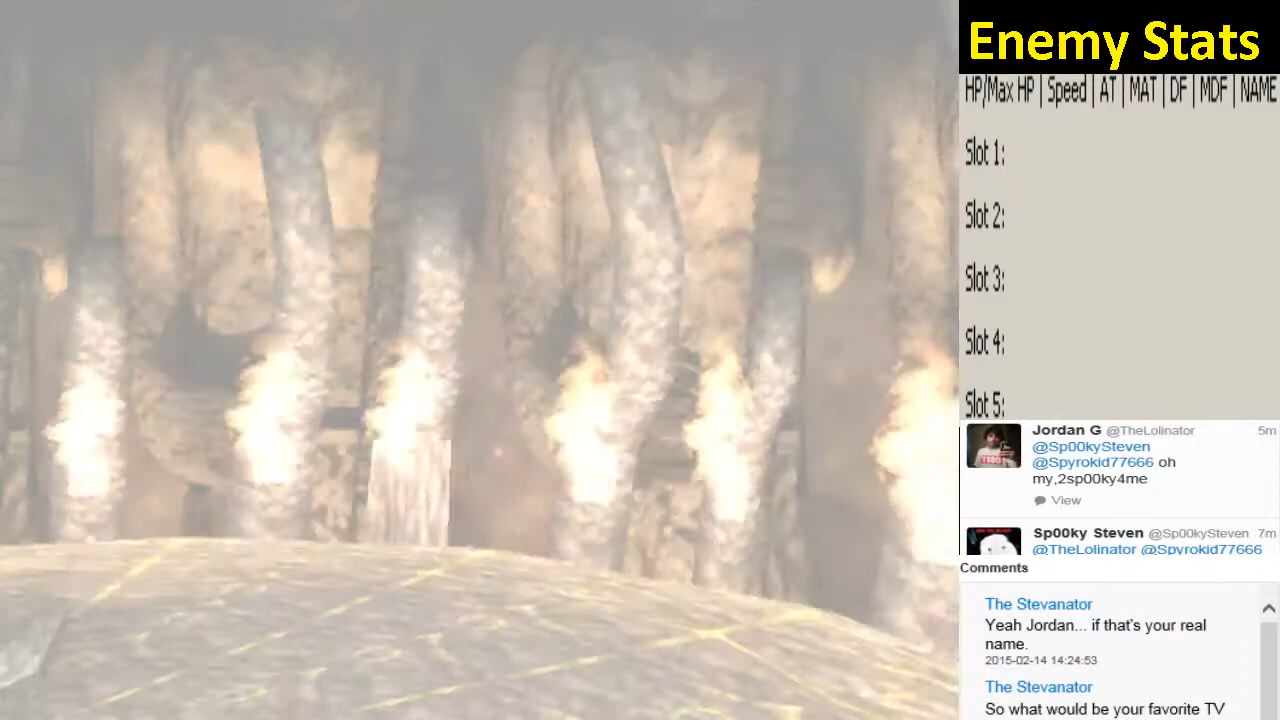 Enemy Stats
HP/Max HP | Speed | AT | MAT | DF | MDF | NAME
Slot 1:
Slot 2:
Slot 3:
Slot 4:
Slot 5:
Jordan G @TheLolinator 5m
@Sp00kySteven
@Spyrokid77666 oh
my,2sp00ky4me
View
Sp00ky Steven @Sp00kySteven 7m
@TheLolinator @Spyrokid77666
Comments
The Stevanator
Yeah Jordan... if that's your real
name.
2015-02-14 14:24:53
The Stevanator
So what would be your favorite TV